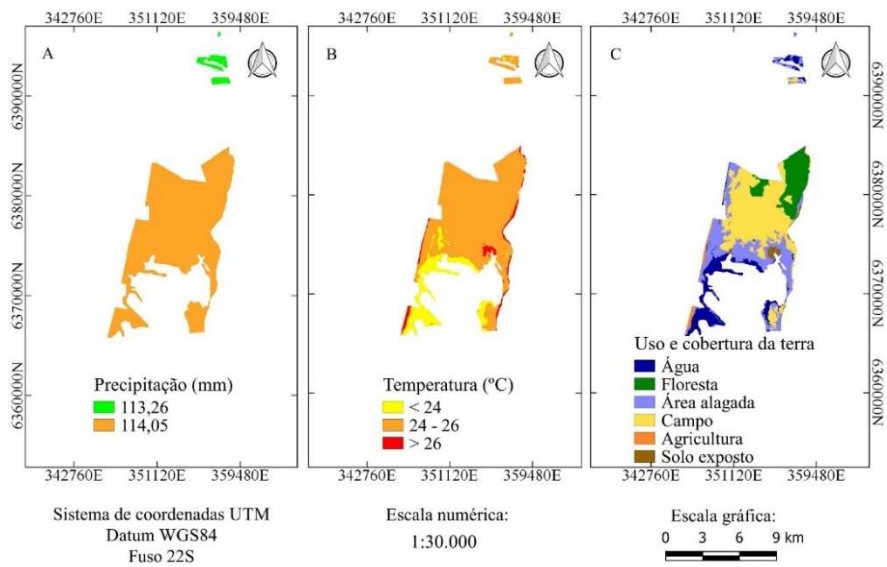 342760E 351120E 359480E
342760E 351120E 359480E
342760E 351120E 359480E
A
B
C
6390000N
6380000N
6370000N
6360000N
6390000N
6380000N
6370000N
6360000N
Precipitação (mm)
113,26
114,05
Temperatura (ºC)
< 24
24 - 26
> 26
Uso e cobertura da terra
Água
Floresta
Área alagada
Campo
Agricultura
Solo exposto
342760E 351120E 359480E
342760E 351120E 359480E
342760E 351120E 359480E
Sistema de coordenadas UTM
Datum WGS84
Fuso 22S
Escala numérica:
1:30.000
Escala gráfica:
0 3 6 9 km